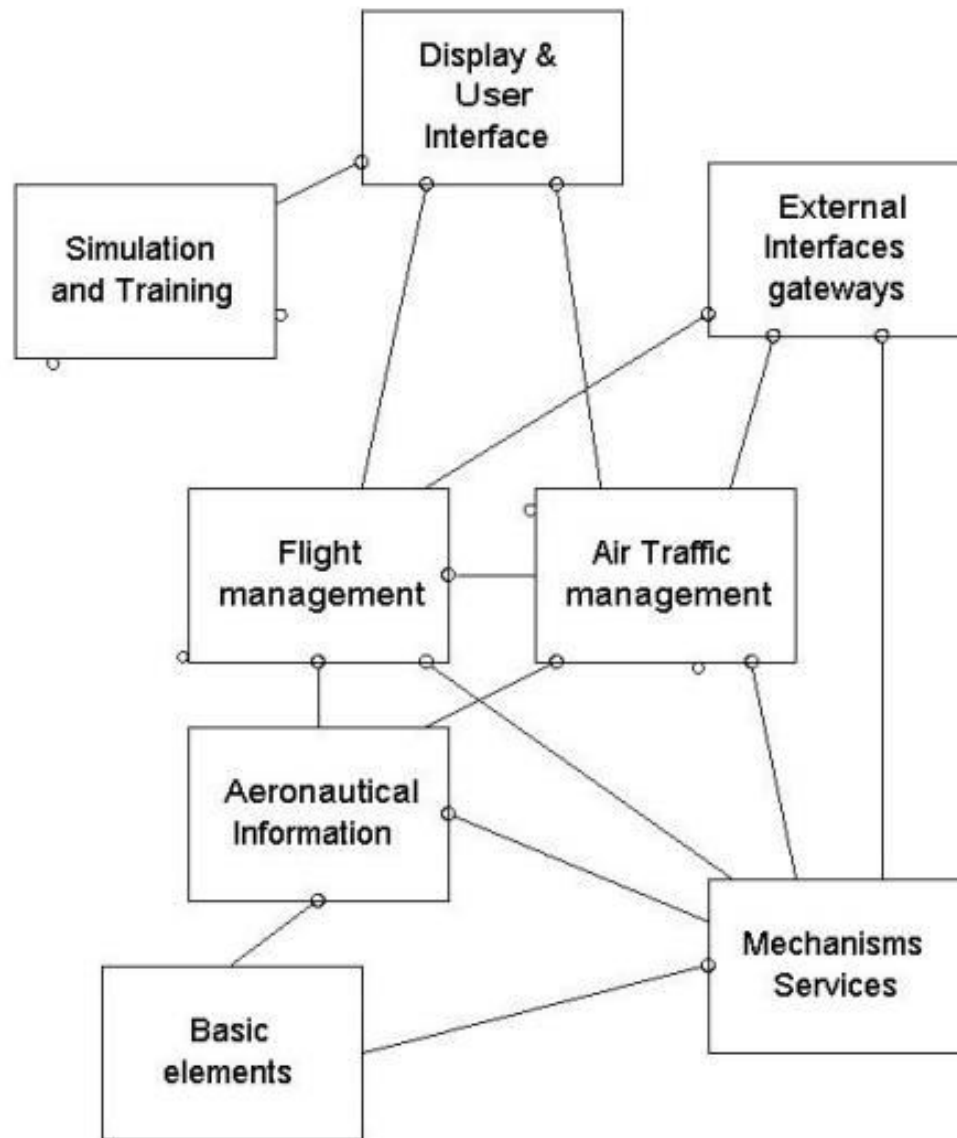 Display &
User
Interface
Simulation
and Training
External
Interfaces
gateways
Flight
management
Air Traffic
management
Aeronautical
Information
Mechanisms
Services
Basic
elements